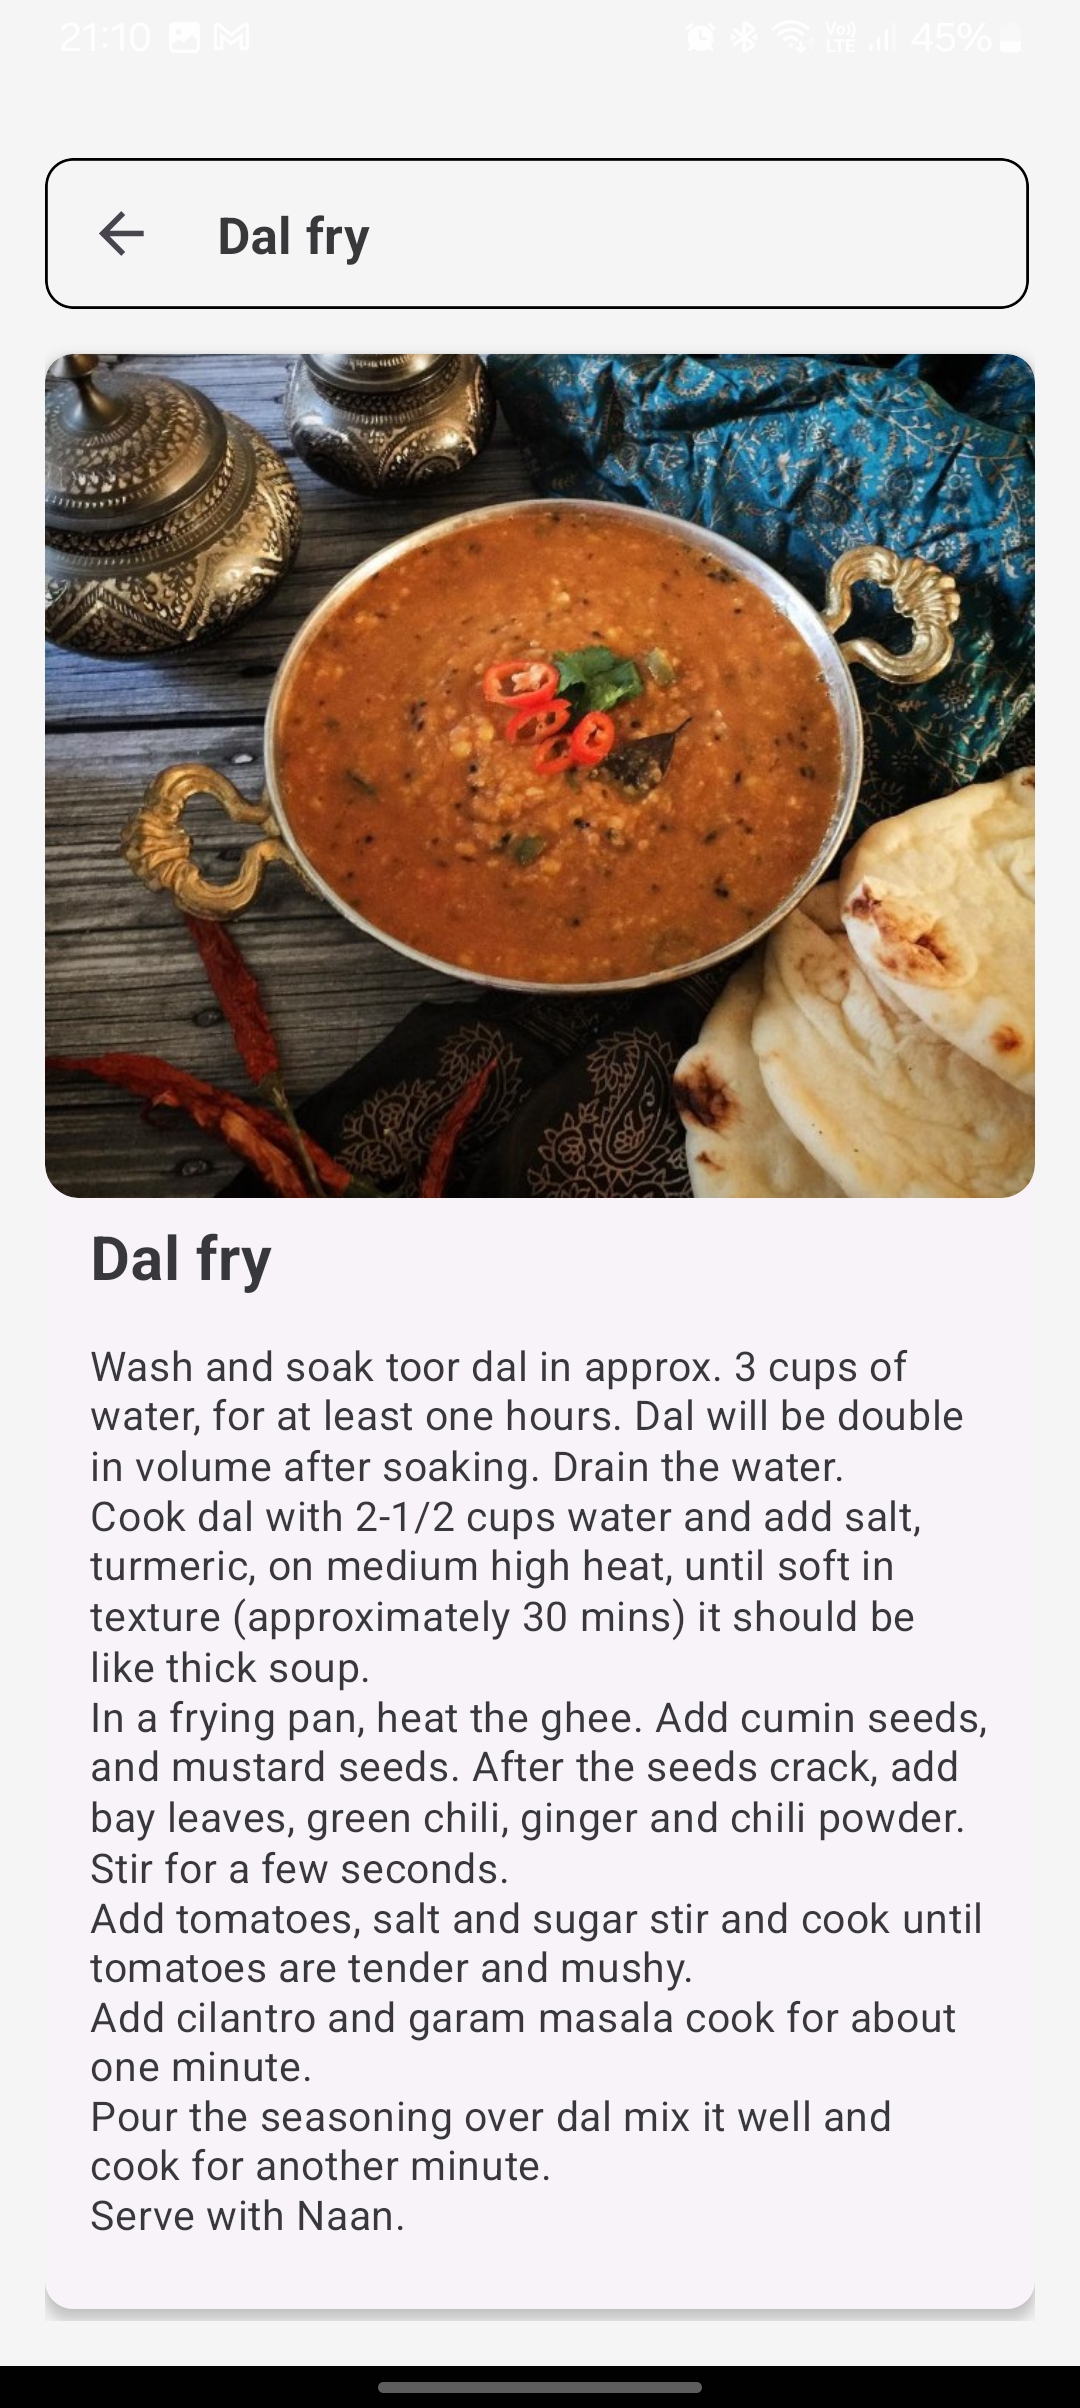 21:10
Vo))
LTE
45%
Dal fry
Dal fry
Wash and soak toor dal in approx. 3 cups of
water, for at least one hours. Dal will be double
in volume after soaking. Drain the water.
Cook dal with 2-1/2 cups water and add salt,
turmeric, on medium high heat, until soft in
texture (approximately 30 mins) it should be
like thick soup.
In a frying pan, heat the ghee. Add cumin seeds,
and mustard seeds. After the seeds crack, add
bay leaves, green chili, ginger and chili powder.
Stir for a few seconds.
Add tomatoes, salt and sugar stir and cook until
tomatoes are tender and mushy.
Add cilantro and garam masala cook for about
one minute.
Pour the seasoning over dal mix it well and
cook for another minute.
Serve with Naan.